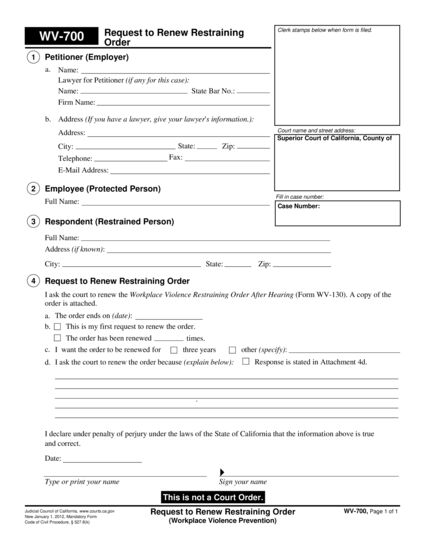 WV-700
Request to Renew Restraining
Order
Clerk stamps below when form is filed.
1 Petitioner (Employer)
a. Name:
Lawyer for Petitioner (if any for this case):
Name: State Bar No.:
Firm Name:
b. Address (If you have a lawyer, give your lawyer's information.):
Address:
City: State: Zip:
Telephone: Fax:
E-Mail Address:
Court name and street address:
Superior Court of California, County of
2 Employee (Protected Person)
Full Name:
Fill in case number:
Case Number:
3 Respondent (Restrained Person)
Full Name:
Address (if known):
City: State: Zip:
4 Request to Renew Restraining Order
I ask the court to renew the Workplace Violence Restraining Order After Hearing (Form WV-130). A copy of the
order is attached.
a. The order ends on (date):
b. This is my first request to renew the order.
The order has been renewed times.
c. I want the order to be renewed for three years other (specify):
d. I ask the court to renew the order because (explain below): Response is stated in Attachment 4d.
I declare under penalty of perjury under the laws of the State of California that the information above is true
and correct.
Date:
Type or print your name Sign your name
This is not a Court Order.
Judicial Council of California, www.courts.ca.gov
New January 1, 2012, Mandatory Form
Code of Civil Procedure, § 527.8(k)
Request to Renew Restraining Order
(Workplace Violence Prevention)
WV-700, Page 1 of 1